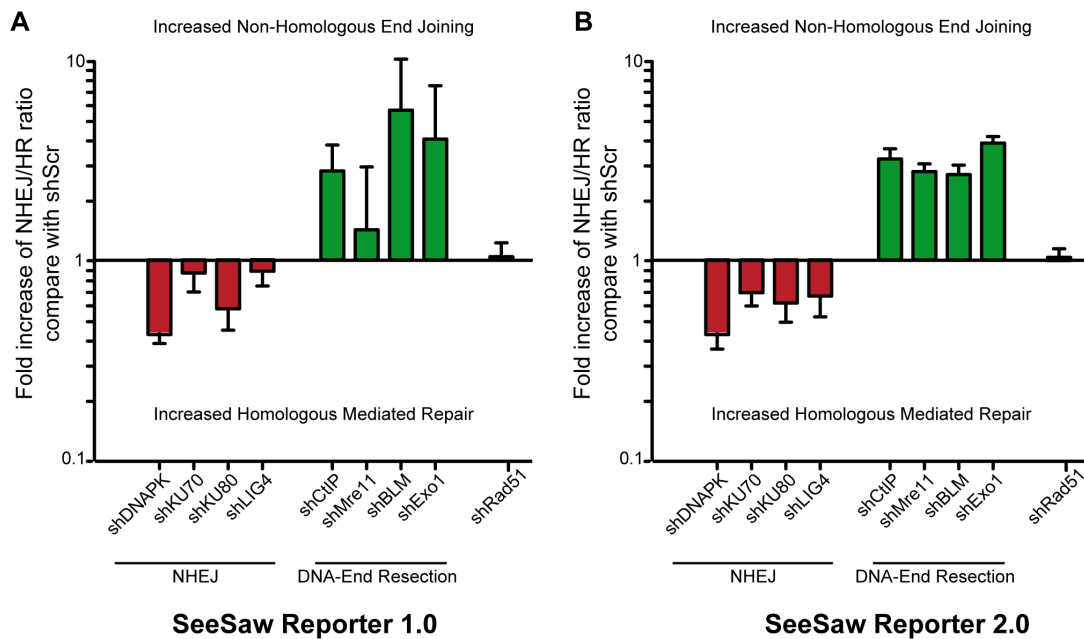 A
Increased Non-Homologous End Joining
Fold increase of NHEJ/HR ratio
compare with shScr
10
1
0.1
Increased Homologous Mediated Repair
shDNAPK
shKU70
shKU80
shLIG4
shCtIP
shMre11
shBLM
shExo1
shRad51
NHEJ
DNA-End Resection
SeeSaw Reporter 1.0
B
Increased Non-Homologous End Joining
Fold increase of NHEJ/HR ratio
compare with shScr
10
1
0.1
Increased Homologous Mediated Repair
shDNAPK
shKU70
shKU80
shLIG4
shCtIP
shMre11
shBLM
shExo1
shRad51
NHEJ
DNA-End Resection
SeeSaw Reporter 2.0